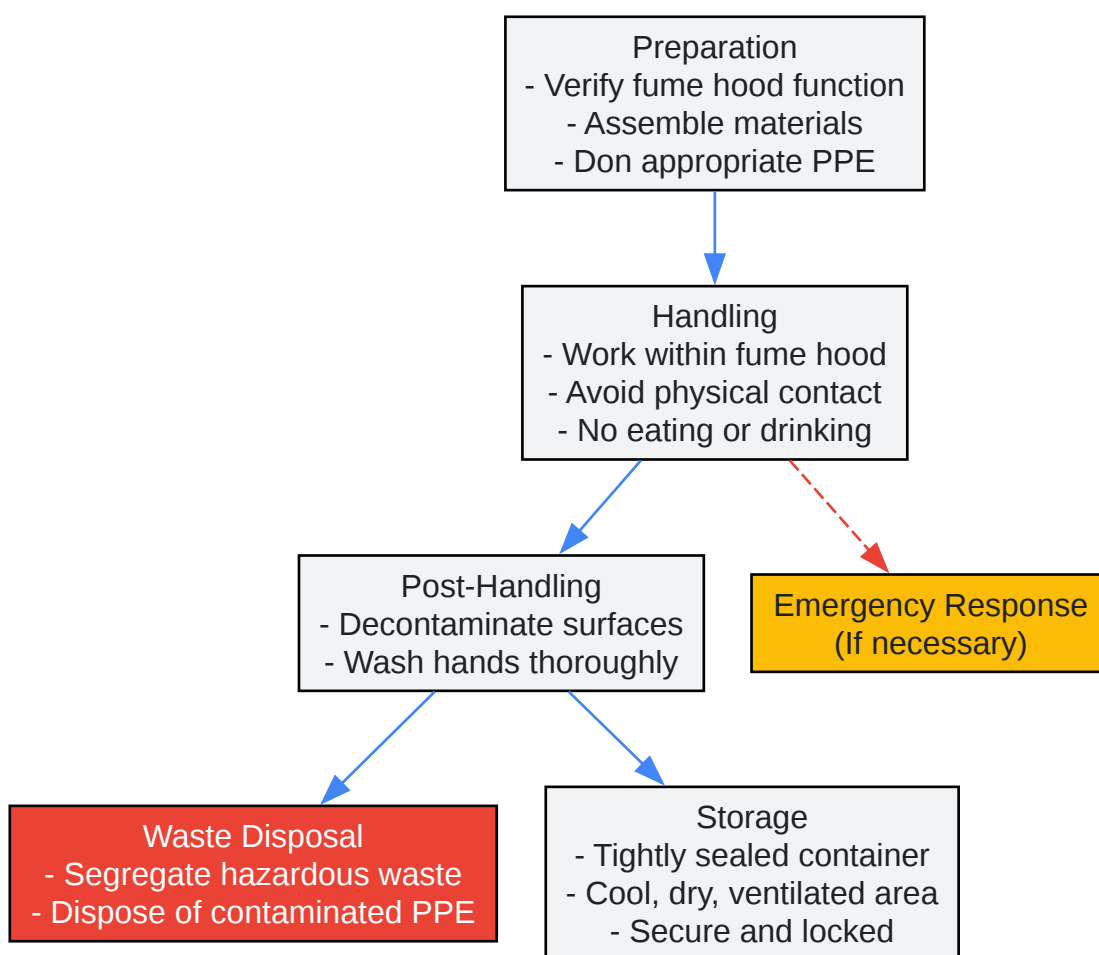 Preparation
- Verify fume hood function
- Assemble materials
- Don appropriate PPE
Handling
- Work within fume hood
- Avoid physical contact
- No eating or drinking
Post-Handling
- Decontaminate surfaces
- Wash hands thoroughly
Emergency Response
(If necessary)
Waste Disposal
- Segregate hazardous waste
- Dispose of contaminated PPE
Storage
- Tightly sealed container
- Cool, dry, ventilated area
- Secure and locked